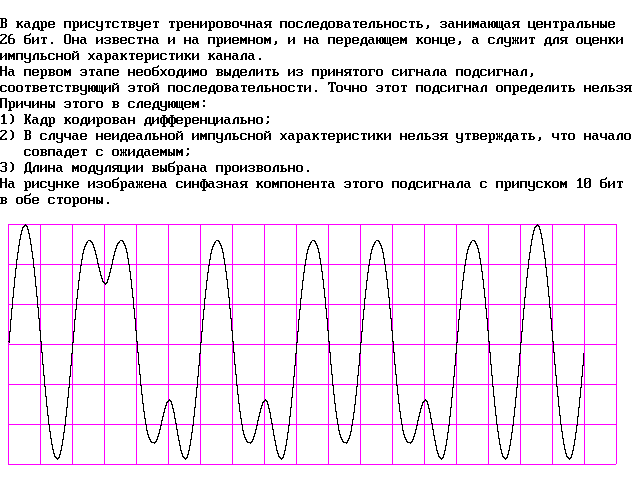 В кадре присутствует тренировочная последовательность, занимающая центральные
26 бит. Она известна и на приемном, и на передающем конце, а служит для оценки
импульсной характеристики канала.
На первом этапе необходимо выделить из принятого сигнала подсигнал,
соответствующий этой последовательности. Точно этот подсигнал определить нельзя
Причины этого в следующем:
1) Кадр кодирован дифференциально;
2) В случае неидеальной импульсной характеристики нельзя утверждать, что начало
совпадет с ожидаемым;
3) Длина модуляции выбрана произвольно.
На рисунке изображена синфазная компонента этого подсигнала с припуском 10 бит
в обе стороны.